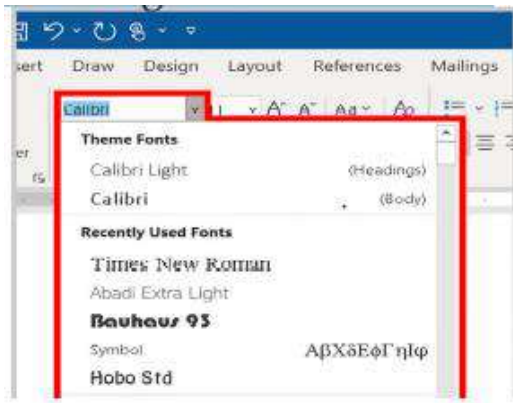 sert Draw Design Layout References Mailings
Calibri
Theme Fonts
Calibri Light (Headings)
Calibri (Body)
Recently Used Fonts
Times New Roman
Abadi Extra Light
Bauhaus 93
Symbol ΑβΧδΕφΓηΙφ
Hobo Std